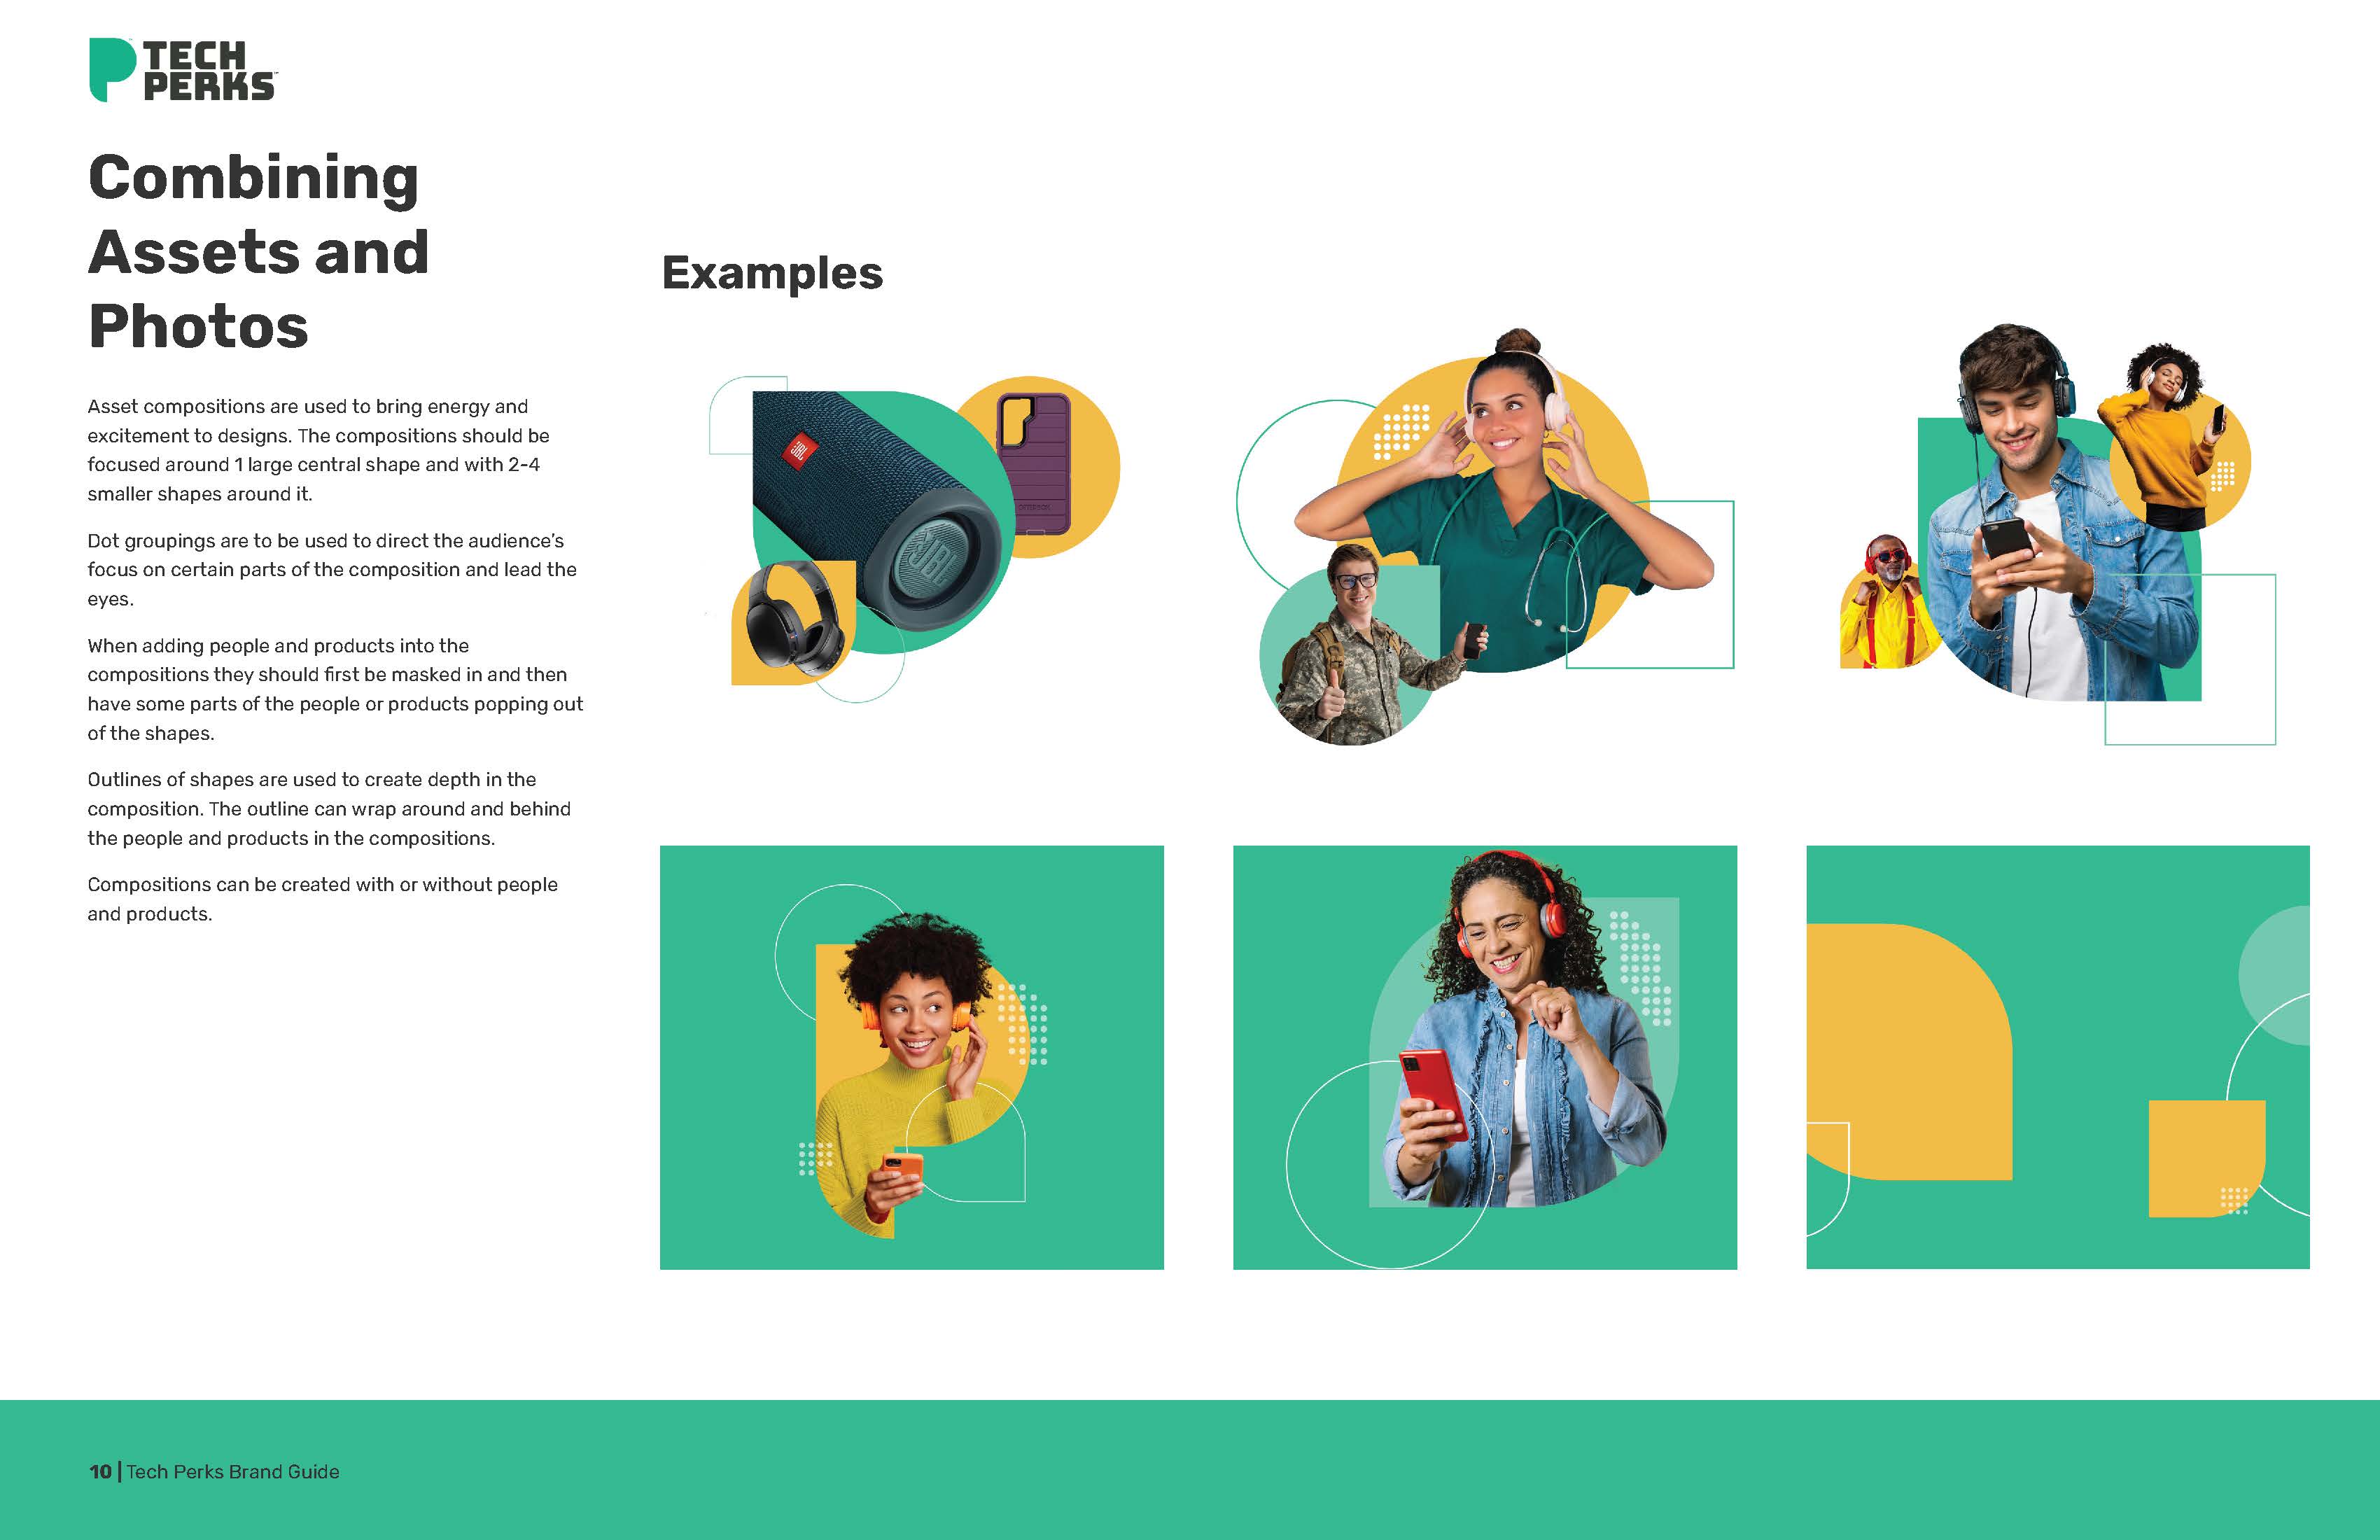 TECH
PERKS™
Combining
Assets and
Photos
Asset compositions are used to bring energy and
excitement to designs. The compositions should be
focused around 1 large central shape and with 2-4
smaller shapes around it.
Dot groupings are to be used to direct the audience’s
focus on certain parts of the composition and lead the
eyes.
When adding people and products into the
compositions they should first be masked in and then
have some parts of the people or products popping out
of the shapes.
Outlines of shapes are used to create depth in the
composition. The outline can wrap around and behind
the people and products in the compositions.
Compositions can be created with or without people
and products.
Examples
JBL
JBL
OTTERBOX
10 | Tech Perks Brand Guide